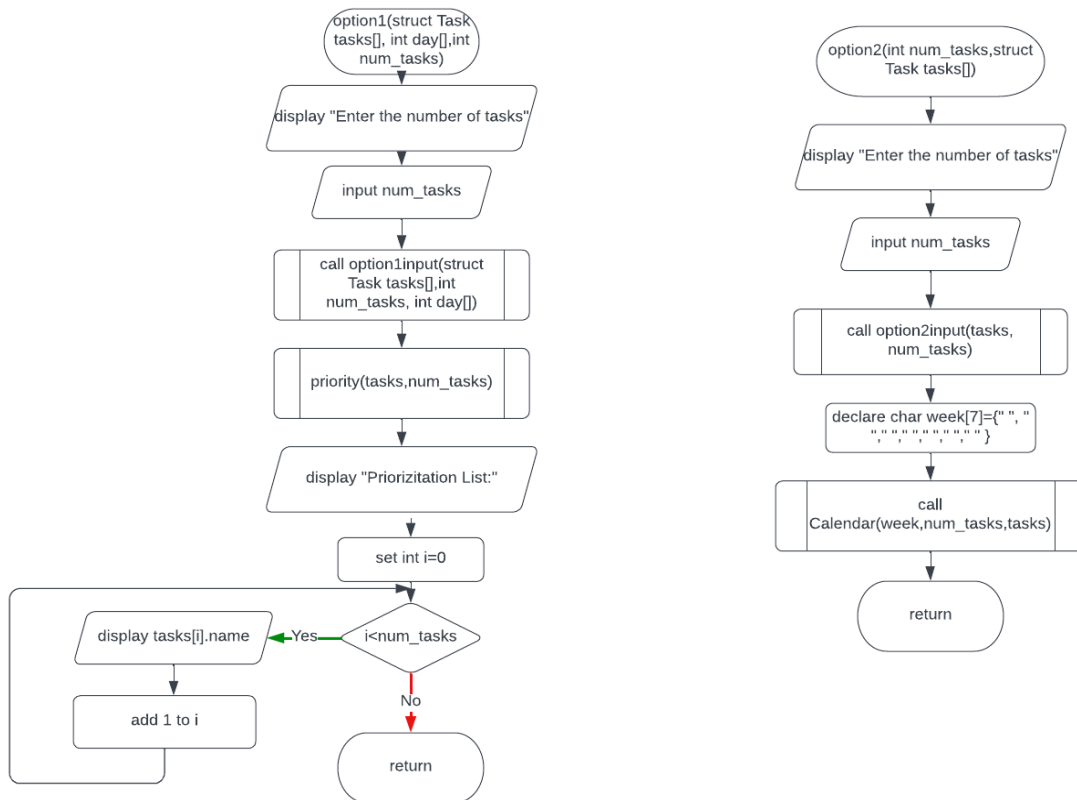 option1(struct Task
tasks[], int day[],int
num_tasks)
display "Enter the number of tasks"
input num_tasks
call option1input(struct
Task tasks[],int
num_tasks, int day[])
priority(tasks,num_tasks)
display "Priorizitation List:"
set int i=0
i<num_tasks
Yes
display tasks[i].name
add 1 to i
No
return
option2(int num_tasks,struct
Task tasks[])
display "Enter the number of tasks"
input num_tasks
call option2input(tasks,
num_tasks)
declare char week[7]={" ", "
"," "," "," "," "," " }
call
Calendar(week,num_tasks,tasks)
return